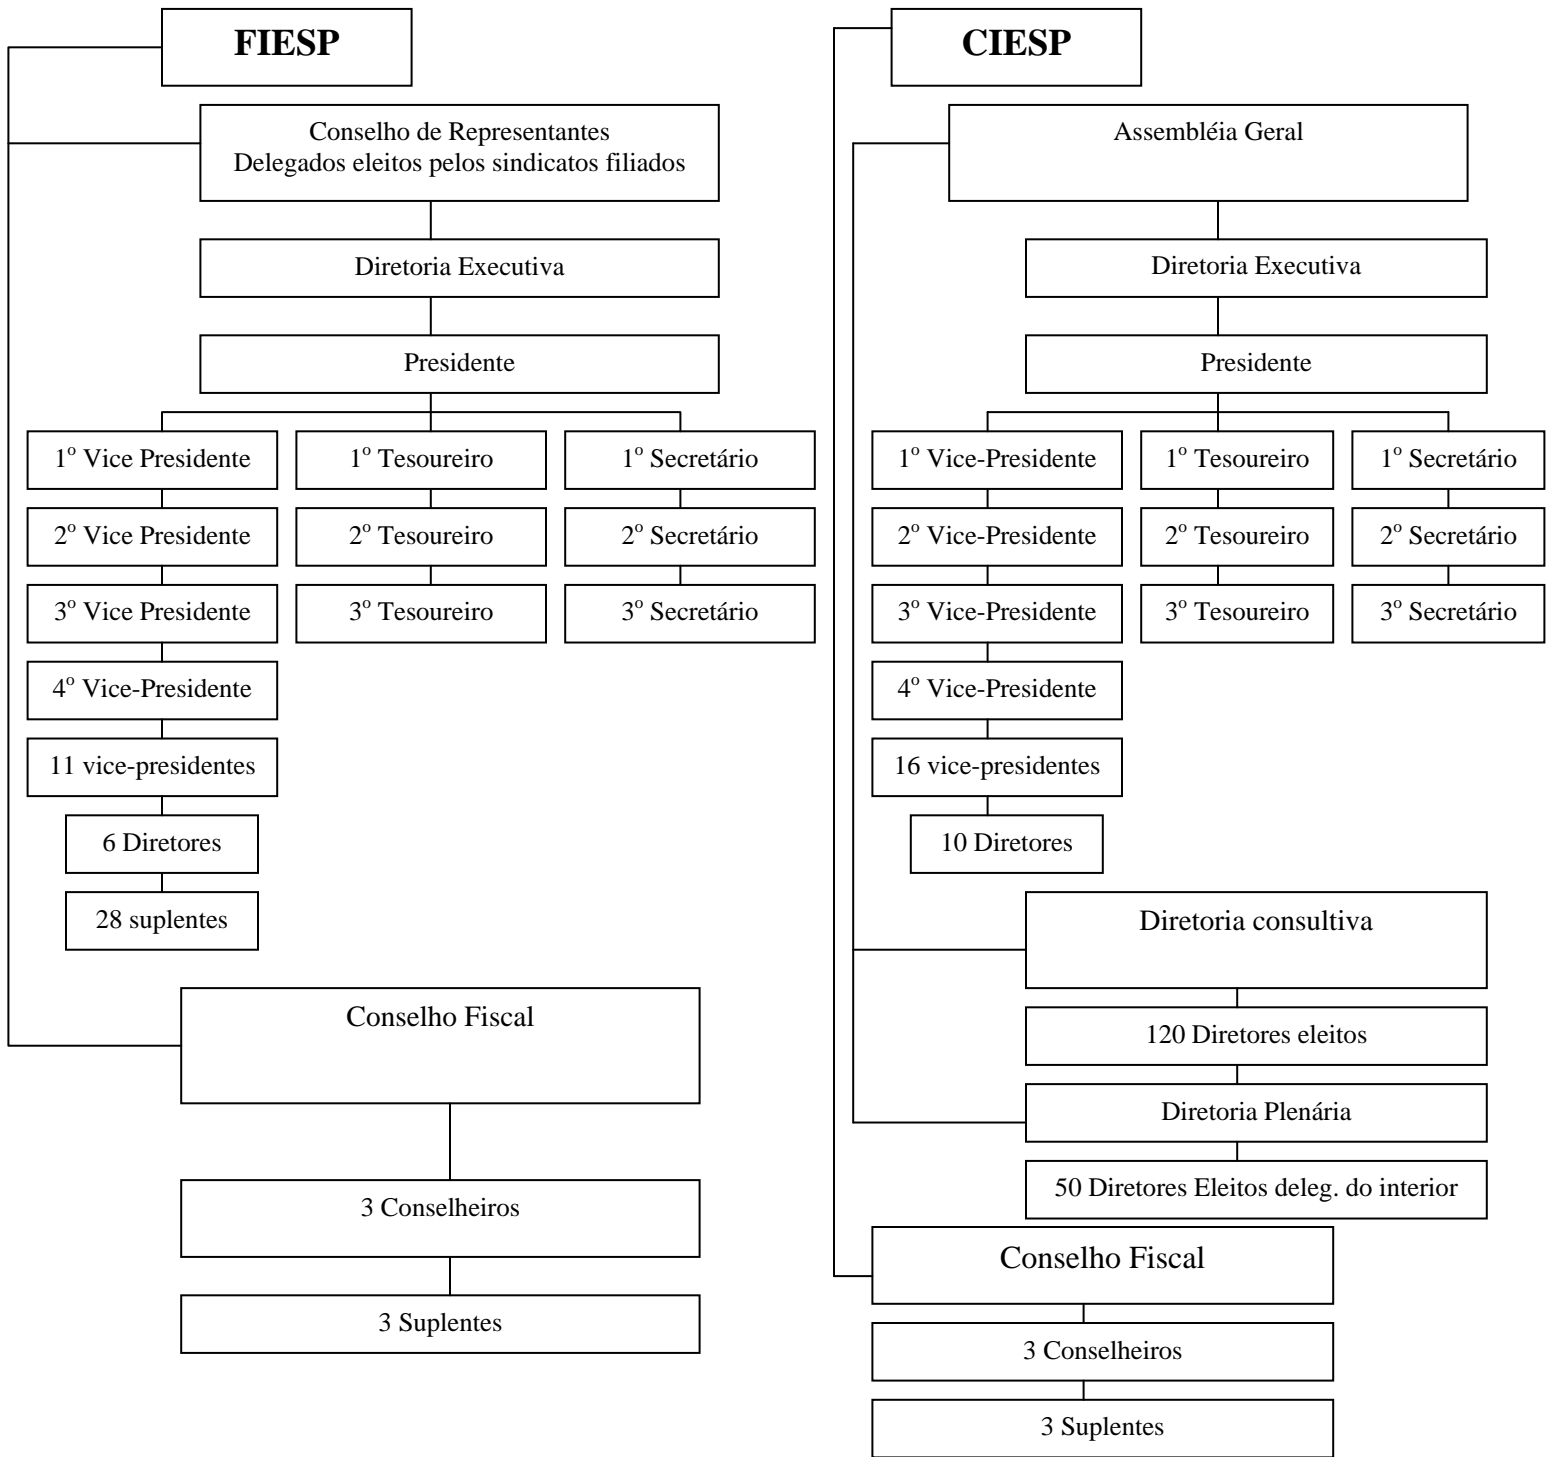 FIESP
Conselho de Representantes
Delegados eleitos pelos sindicatos filiados
Diretoria Executiva
Presidente
1º Vice Presidente
1º Tesoureiro
1º Secretário
2º Vice Presidente
2º Tesoureiro
2º Secretário
3º Vice Presidente
3º Tesoureiro
3º Secretário
4º Vice-Presidente
11 vice-presidentes
6 Diretores
28 suplentes
Conselho Fiscal
3 Conselheiros
3 Suplentes
CIESP
Assembléia Geral
Diretoria Executiva
Presidente
1º Vice-Presidente
1º Tesoureiro
1º Secretário
2º Vice-Presidente
2º Tesoureiro
2º Secretário
3º Vice-Presidente
3º Tesoureiro
3º Secretário
4º Vice-Presidente
16 vice-presidentes
10 Diretores
Diretoria consultiva
120 Diretores eleitos
Diretoria Plenária
50 Diretores Eleitos deleg. do interior
Conselho Fiscal
3 Conselheiros
3 Suplentes